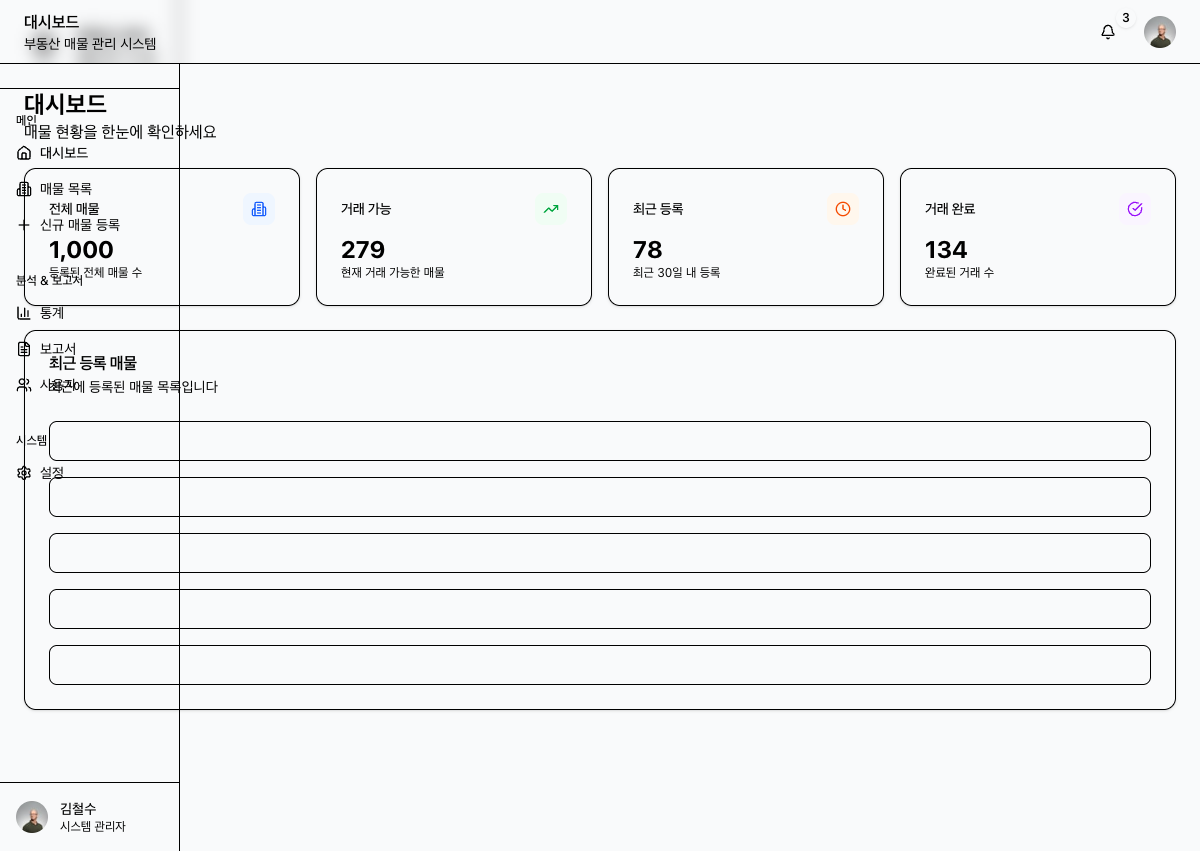 대시보드
부동산 매물 관리 시스템
3
대시보드
매물 현황을 한눈에 확인하세요
메인
대시보드
매물 목록
신규 매물 등록
분석 & 보고서
통계
보고서
사용자
시스템
설정
전체 매물
1,000
등록된 전체 매물 수
거래 가능
279
현재 거래 가능한 매물
최근 등록
78
최근 30일 내 등록
거래 완료
134
완료된 거래 수
최근 등록 매물
최근에 등록된 매물 목록입니다
김철수
시스템 관리자